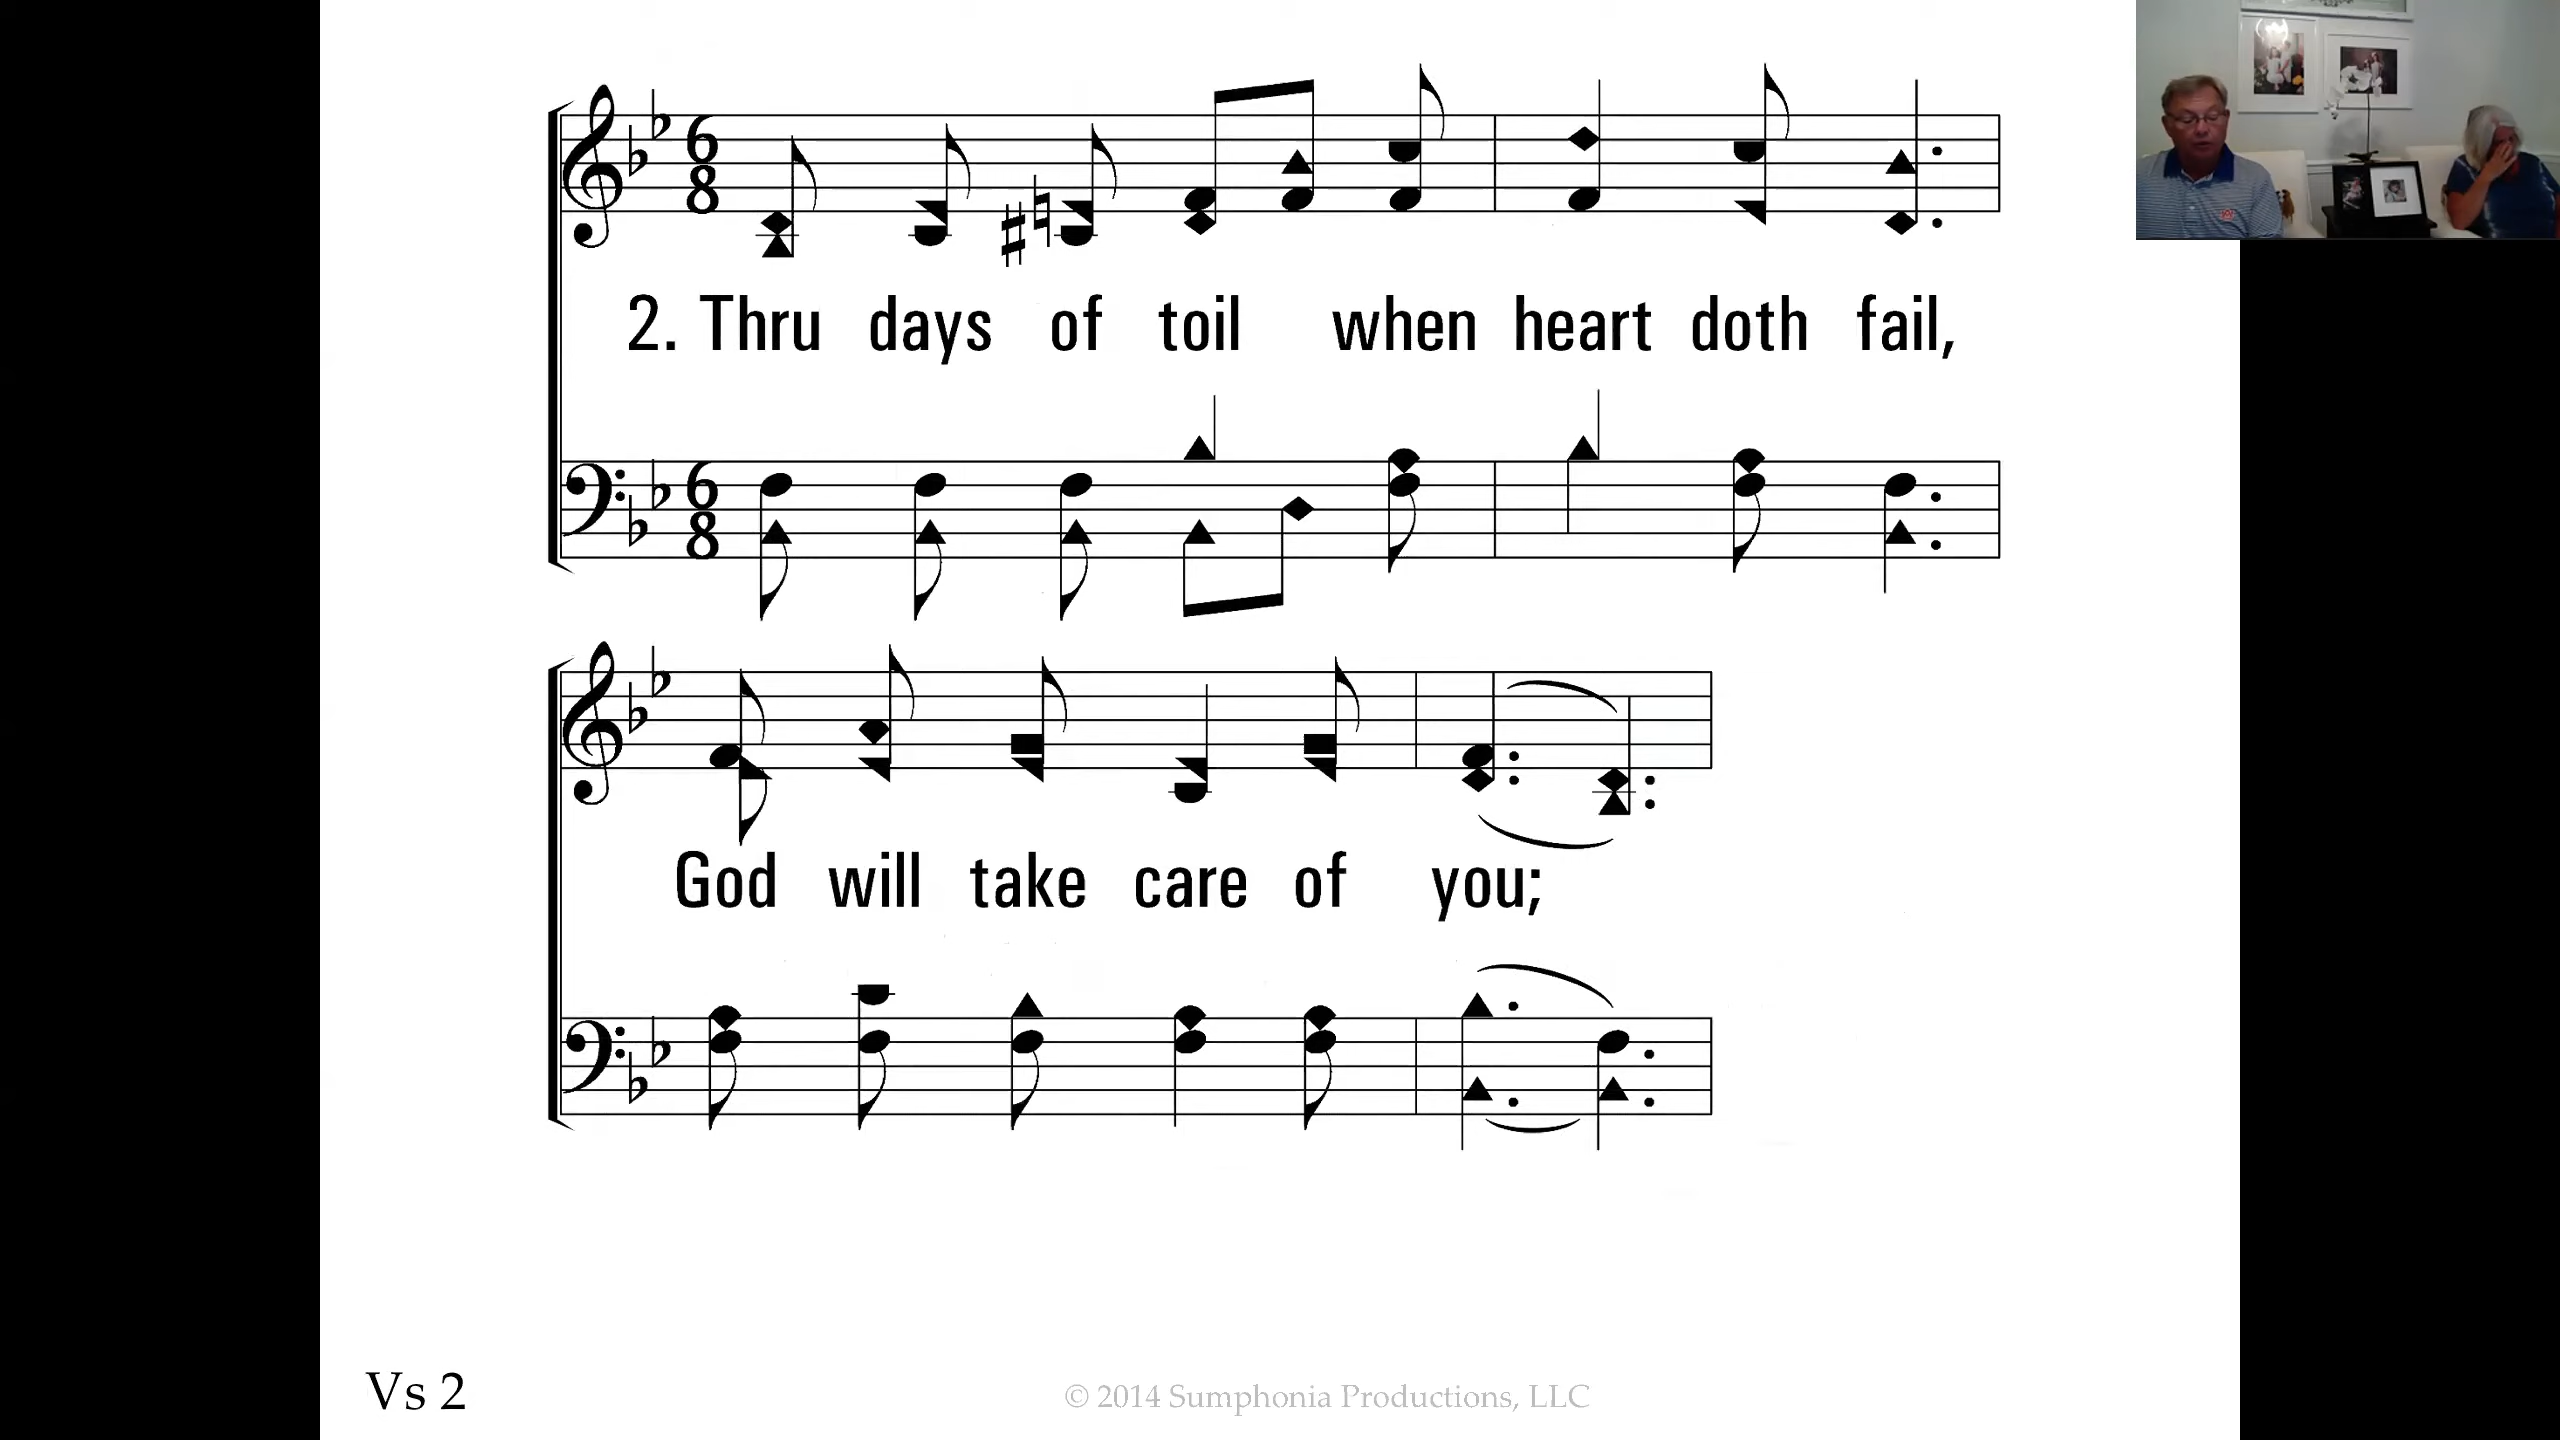 2. Thru days of toil when heart doth fail,
God will take care of you;
Vs 2
© 2014 Sumphonia Productions, LLC